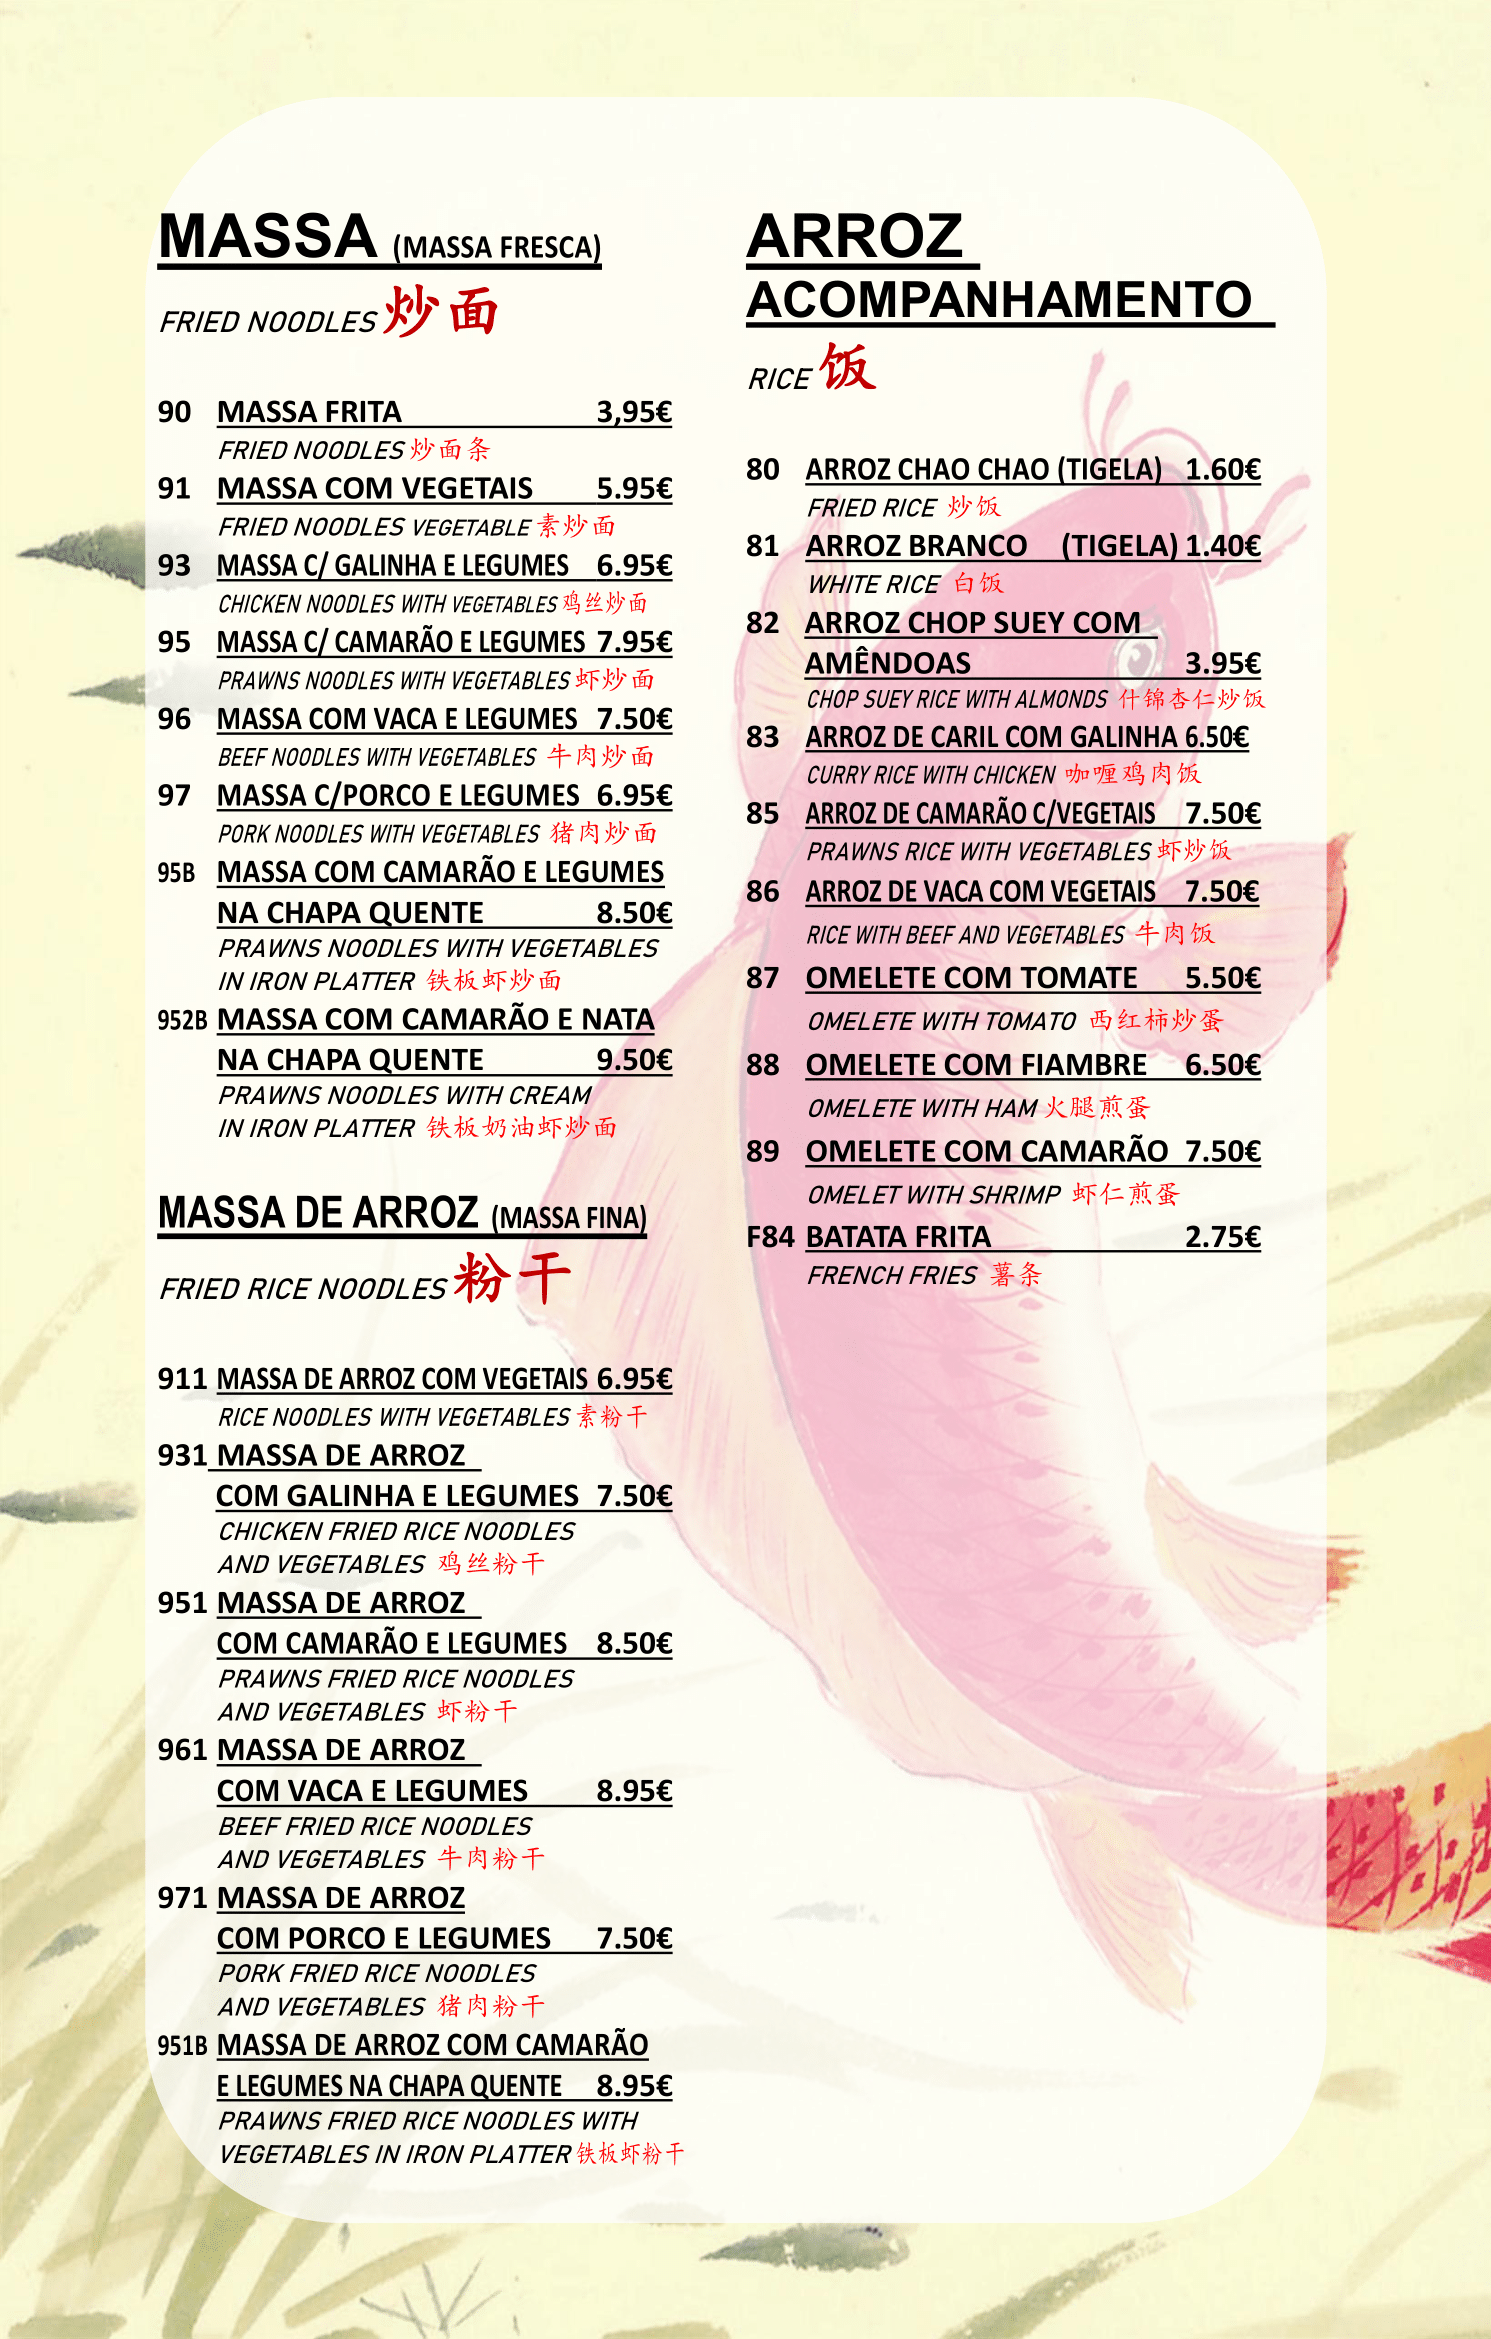 MASSA (MASSA FRESCA)
FRIED NOODLES 炒面
90 MASSA FRITA 3,95€
FRIED NOODLES 炒面条
91 MASSA COM VEGETAIS 5.95€
FRIED NOODLES VEGETABLE 素炒面
93 MASSA C/ GALINHA E LEGUMES 6.95€
CHICKEN NOODLES WITH VEGETABLES 鸡丝炒面
95 MASSA C/ CAMARÃO E LEGUMES 7.95€
PRAWNS NOODLES WITH VEGETABLES 虾炒面
96 MASSA COM VACA E LEGUMES 7.50€
BEEF NOODLES WITH VEGETABLES 牛肉炒面
97 MASSA C/PORCO E LEGUMES 6.95€
PORK NOODLES WITH VEGETABLES 猪肉炒面
95B MASSA COM CAMARÃO E LEGUMES
NA CHAPA QUENTE 8.50€
PRAWNS NOODLES WITH VEGETABLES
IN IRON PLATTER 铁板虾炒面
952B MASSA COM CAMARÃO E NATA
NA CHAPA QUENTE 9.50€
PRAWNS NOODLES WITH CREAM
IN IRON PLATTER 铁板奶油虾炒面
MASSA DE ARROZ (MASSA FINA)
FRIED RICE NOODLES 粉干
911 MASSA DE ARROZ COM VEGETAIS 6.95€
RICE NOODLES WITH VEGETABLES 素粉干
931 MASSA DE ARROZ
COM GALINHA E LEGUMES 7.50€
CHICKEN FRIED RICE NOODLES
AND VEGETABLES 鸡丝粉干
951 MASSA DE ARROZ
COM CAMARÃO E LEGUMES 8.50€
PRAWNS FRIED RICE NOODLES
AND VEGETABLES 虾粉干
961 MASSA DE ARROZ
COM VACA E LEGUMES 8.95€
BEEF FRIED RICE NOODLES
AND VEGETABLES 牛肉粉干
971 MASSA DE ARROZ
COM PORCO E LEGUMES 7.50€
PORK FRIED RICE NOODLES
AND VEGETABLES 猪肉粉干
951B MASSA DE ARROZ COM CAMARÃO
E LEGUMES NA CHAPA QUENTE 8.95€
PRAWNS FRIED RICE NOODLES WITH
VEGETABLES IN IRON PLATTER 铁板虾粉干
ARROZ
ACOMPANHAMENTO
RICE 饭
80 ARROZ CHAO CHAO (TIGELA) 1.60€
FRIED RICE 炒饭
81 ARROZ BRANCO (TIGELA) 1.40€
WHITE RICE 白饭
82 ARROZ CHOP SUEY COM
AMÊNDOAS 3.95€
CHOP SUEY RICE WITH ALMONDS 什锦杏仁炒饭
83 ARROZ DE CARIL COM GALINHA 6.50€
CURRY RICE WITH CHICKEN 咖喱鸡肉饭
85 ARROZ DE CAMARÃO C/VEGETAIS 7.50€
PRAWNS RICE WITH VEGETABLES 虾炒饭
86 ARROZ DE VACA COM VEGETAIS 7.50€
RICE WITH BEEF AND VEGETABLES 牛肉饭
87 OMELETE COM TOMATE 5.50€
OMELETE WITH TOMATO 西红柿炒蛋
88 OMELETE COM FIAMBRE 6.50€
OMELETE WITH HAM 火腿煎蛋
89 OMELETE COM CAMARÃO 7.50€
OMELET WITH SHRIMP 虾仁煎蛋
F84 BATATA FRITA 2.75€
FRENCH FRIES 薯条